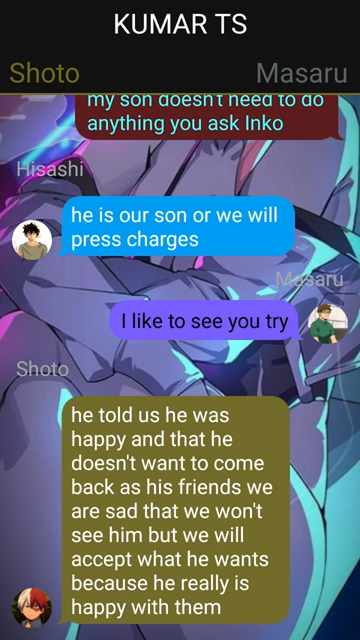 KUMAR TS
Shoto
Masaru
my son doesn't need to do
anything you ask Inko
Hisashi
he is our son or we will
press charges
Masaru
I like to see you try
Shoto
he told us he was
happy and that he
doesn't want to come
back as his friends we
are sad that we won't
see him but we will
accept what he wants
because he really is
happy with them